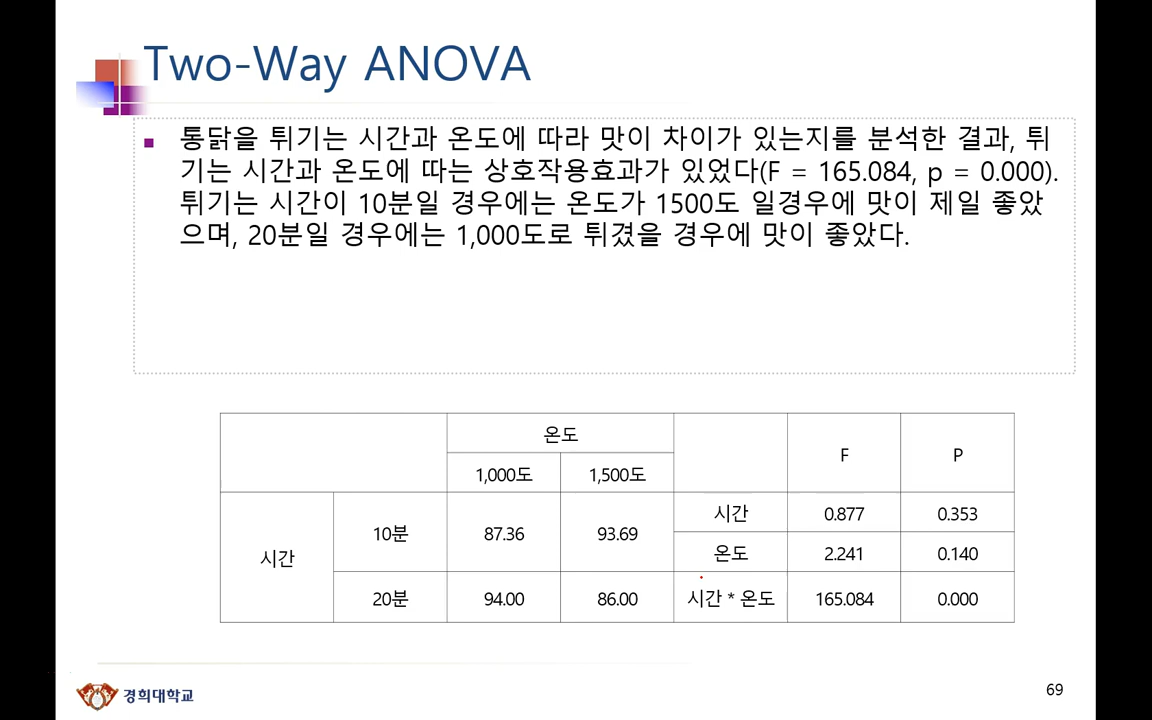 Two-Way ANOVA
통닭을 튀기는 시간과 온도에 따라 맛이 차이가 있는지를 분석한 결과, 튀
기는 시간과 온도에 따는 상호작용효과가 있었다(F = 165.084, p = 0.000).
튀기는 시간이 10분일 경우에는 온도가 1500도 일경우에 맛이 제일 좋았
으며, 20분일 경우에는 1,000도로 튀겼을 경우에 맛이 좋았다.
온도 F P
1,000도 1,500도
시간 10분 87.36 93.69 시간 0.877 0.353
온도 2.241 0.140
20분 94.00 86.00 시간 * 온도 165.084 0.000
경희대학교
69